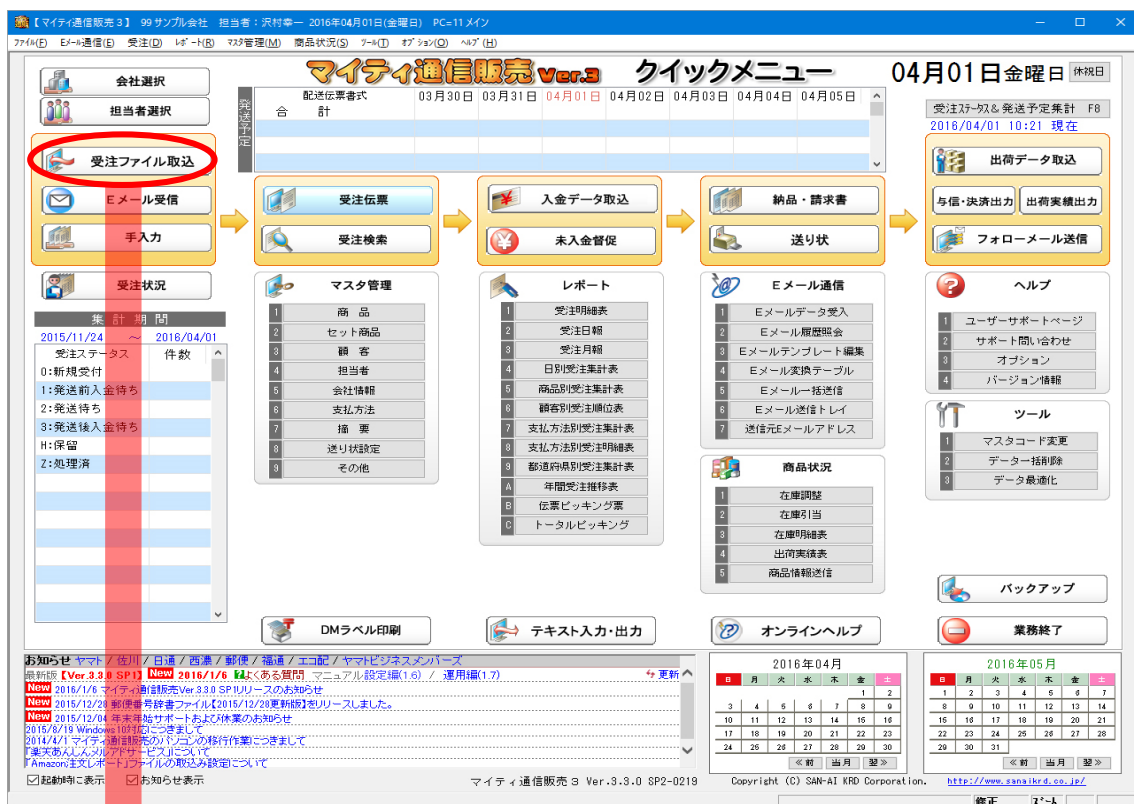 【マイティ通信販売３】 99 サンプル会社 担当者：沢村幸一 2016年04月01日(金曜日) PC=11 メイン
ﾌｧｲﾙ(F) Eﾒｰﾙ通信(E) 受注(D) ﾚﾎﾟｰﾄ(R) ﾏｽﾀ管理(M) 商品状況(S) ﾂｰﾙ(T) ｵﾌﾟｼｮﾝ(O) ﾍﾙﾌﾟ(H)
マイティ通信販売 Ver.3 クイックメニュー
04月01日金曜日 休祝日
会社選択
担当者選択
受注ファイル取込
Ｅメール受信
手入力
受注状況
発送予定
配送伝票書式 03月30日 03月31日 04月01日 04月02日 04月03日 04月04日 04月05日
合 計
受注ｽﾃｰﾀｽ& 発送予定集計 F8
2016/04/01 10:21 現在
受注伝票
受注検索
入金データ取込
未入金督促
納品・請求書
送り状
出荷データ取込
与信・決済出力 出荷実績出力
フォローメール送信
集 計 期 間
2015/11/24 ～ 2016/04/01
受注ステータス 件数
0:新規受付
1:発送前入金待ち
2:発送待ち
3:発送後入金待ち
H:保留
Z:処理済
マスタ管理
1 商 品
2 セット商品
3 顧 客
4 担当者
5 会社情報
6 支払方法
7 摘 要
8 送り状設定
9 その他
レポート
1 受注明細表
2 受注日報
3 受注月報
4 日別受注集計表
5 商品別受注集計表
6 顧客別受注順位表
7 支払方法別受注集計表
8 支払方法別受注明細表
9 都道府県別受注集計表
A 年間受注推移表
B 伝票ピッキング票
C トータルピッキング
Ｅメール通信
1 Ｅメールデータ受入
2 Ｅメール履歴照会
3 Ｅメールテンプレート編集
4 Ｅメール変換テーブル
5 Ｅメール一括送信
6 Ｅメール送信トレイ
7 送信元Eメールアドレス
商品状況
1 在庫調整
2 在庫引当
3 在庫明細表
4 出荷実績表
5 商品情報送信
ヘルプ
1 ユーザーサポートページ
2 サポート問い合わせ
3 オプション
4 バージョン情報
ツール
1 マスタコード変更
2 データ一括削除
3 データ最適化
DMラベル印刷
テキスト入力・出力
オンラインヘルプ
バックアップ
業務終了
お知らせ ヤマト / 佐川 / 日通 / 西濃 / 郵便 / 福通 / エコ配 / ヤマトビジネスメンバーズ
最新版【Ver.3.3.0 SP1】 New 2016/1/6 よくある質問 マニュアル設定編(1.6) / 運用編(1.7) 更新
New 2016/1/6 マイティ通信販売Ver.3.3.0 SP1リリースのお知らせ
New 2015/12/28 郵便番号辞書ファイル【2015/12/28更新版】をリリースしました。
New 2015/12/04 年末年始サポートおよび休業のお知らせ
2015/8/19 Windows10対応につきまして
2014/4/1 マイティ通信販売のパソコンの移行作業につきまして
「楽天あんしんメルアドサービス」について
「Amazon注文レポート」ファイルの取込み設定について
起動時に表示 お知らせ表示
マイティ通信販売３ Ver.3.3.0 SP2-0219
2016年04月
日 月 火 水 木 金 土
1 2
3 4 5 6 7 8 9
10 11 12 13 14 15 16
17 18 19 20 21 22 23
24 25 26 27 28 29 30
≪前 当月 翌≫
2016年05月
日 月 火 水 木 金 土
1 2 3 4 5 6 7
8 9 10 11 12 13 14
15 16 17 18 19 20 21
22 23 24 25 26 27 28
29 30 31
≪前 当月 翌≫
Copyright (C) SAN-AI KRD Corporation. http://www.sanaikrd.co.jp/
修正 ｽﾞｰﾑ